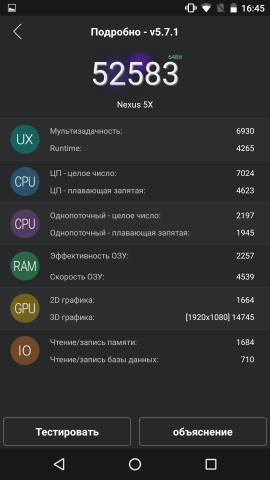 16:45
Подробно - v5.7.1
64Bit
52583
Nexus 5X
UX
Мультизадачность: 6930
Runtime: 4265
CPU
ЦП - целое число: 7024
ЦП - плавающая запятая: 4623
CPU
Однопоточный - целое число: 2197
Однопоточный - плавающая запятая: 1945
RAM
Эффективность ОЗУ: 2257
Скорость ОЗУ: 4539
GPU
2D графика: 1664
3D графика: [1920x1080] 14745
IO
Чтение/запись памяти: 1684
Чтение/запись базы данных: 710
Тестировать
объяснение